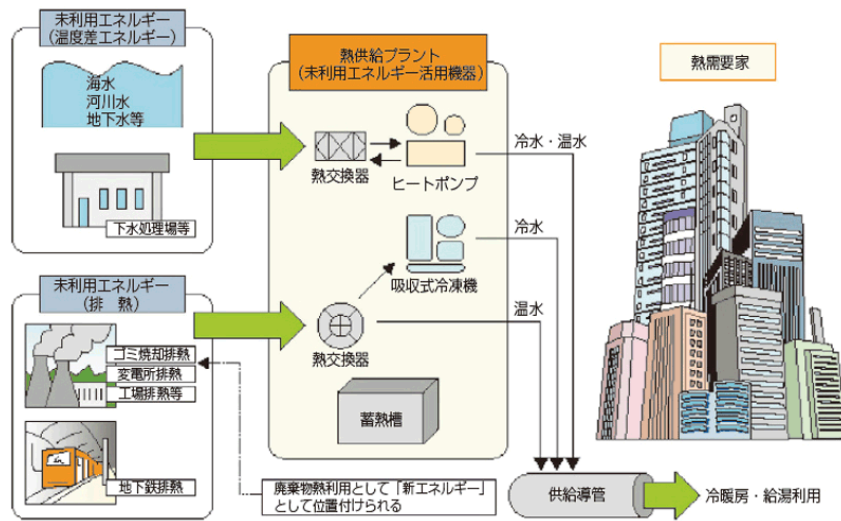 未利用エネルギー
(温度差エネルギー)
海水
河川水
地下水等
下水処理場等
未利用エネルギー
(排　熱)
ゴミ焼却排熱
変電所排熱
工場排熱等
地下鉄排熱
熱供給プラント
(未利用エネルギー活用機器)
熱交換器
ヒートポンプ
吸収式冷凍機
熱交換器
蓄熱槽
廃棄物熱利用として「新エネルギー」
として位置付けられる
冷水・温水
冷水
温水
供給導管
熱需要家
冷暖房・給湯利用